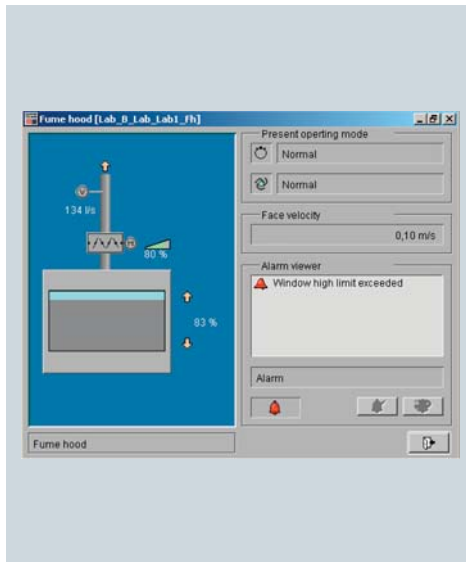 Fume hood [Lab_B_Lab_Lab1_Fh]
134 l/s
80 %
83 %
Present operting mode
Normal
Normal
Face velocity
0,10 m/s
Alarm viewer
Window high limit exceeded
Alarm
Fume hood